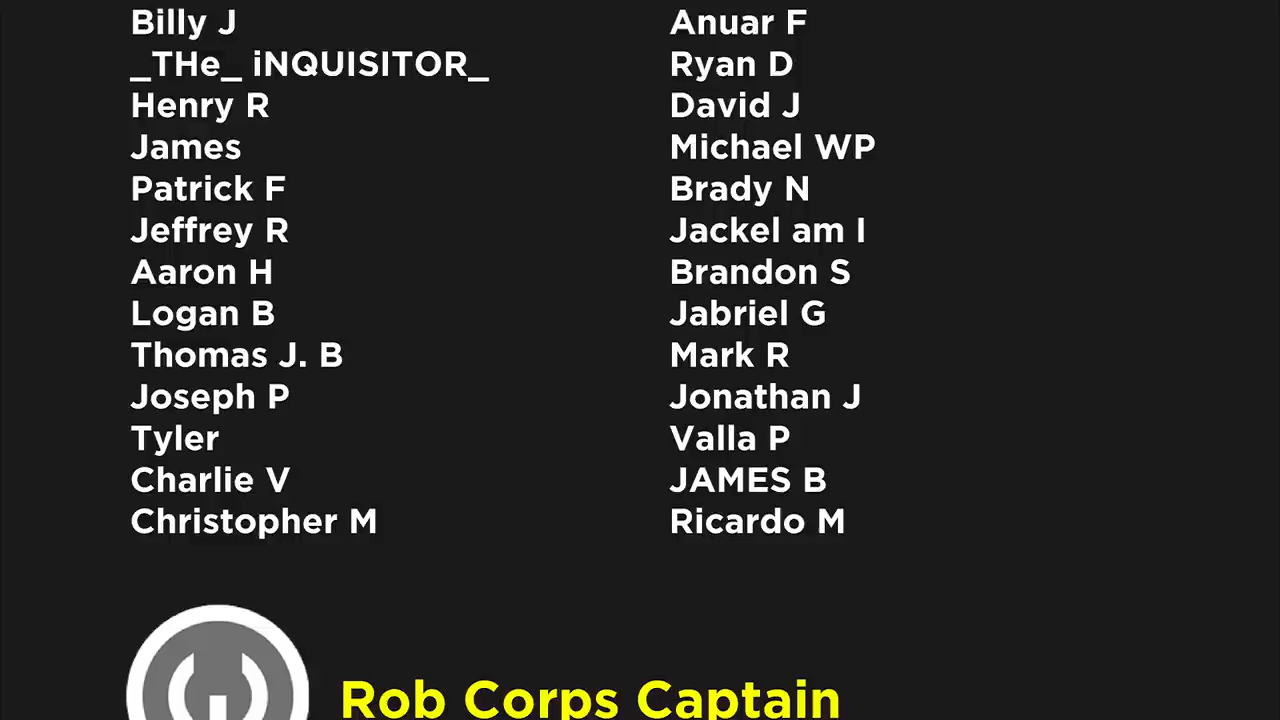 Billy J
_THe_ iNQUISITOR_
Henry R
James
Patrick F
Jeffrey R
Aaron H
Logan B
Thomas J. B
Joseph P
Tyler
Charlie V
Christopher M
Anuar F
Ryan D
David J
Michael WP
Brady N
Jackel am I
Brandon S
Jabriel G
Mark R
Jonathan J
Valla P
JAMES B
Ricardo M
Rob Corps Captain